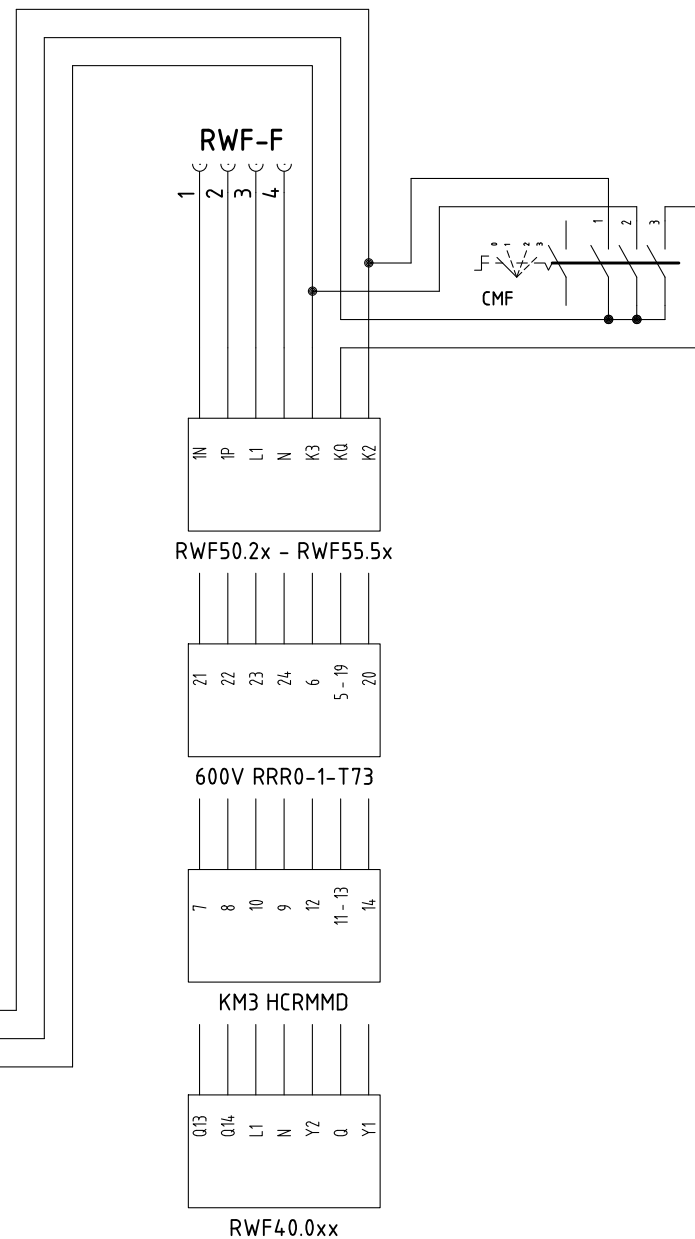 RWF-F
1 2 3 4
1 2 3
0 1 2 3
CMF
1N 1P L1 N K3 KQ K2
RWF50.2x - RWF55.5x
21 22 23 24 6 5 - 19 20
600V RRR0-1-T73
7 8 10 9 12 11 - 13 14
KM3 HCRMMD
Q13 Q14 L1 N Y2 Q Y1
RWF40.0xx